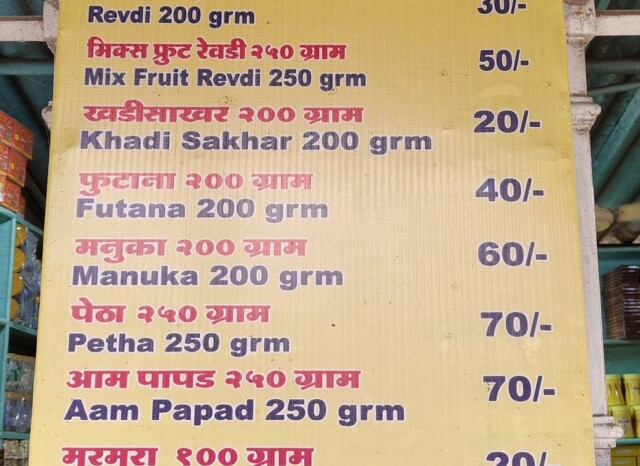 Revdi 200 grm 30/-
मिक्स फ्रुट रेवडी २५० ग्राम
Mix Fruit Revdi 250 grm 50/-
खडीसाखर २०० ग्राम
Khadi Sakhar 200 grm 20/-
फुटाना २०० ग्राम
Futana 200 grm 40/-
मनुका २०० ग्राम
Manuka 200 grm 60/-
पेठा २५० ग्राम
Petha 250 grm 70/-
आम पापड २५० ग्राम
Aam Papad 250 grm 70/-
मुरमुरा १०० ग्राम 20/-